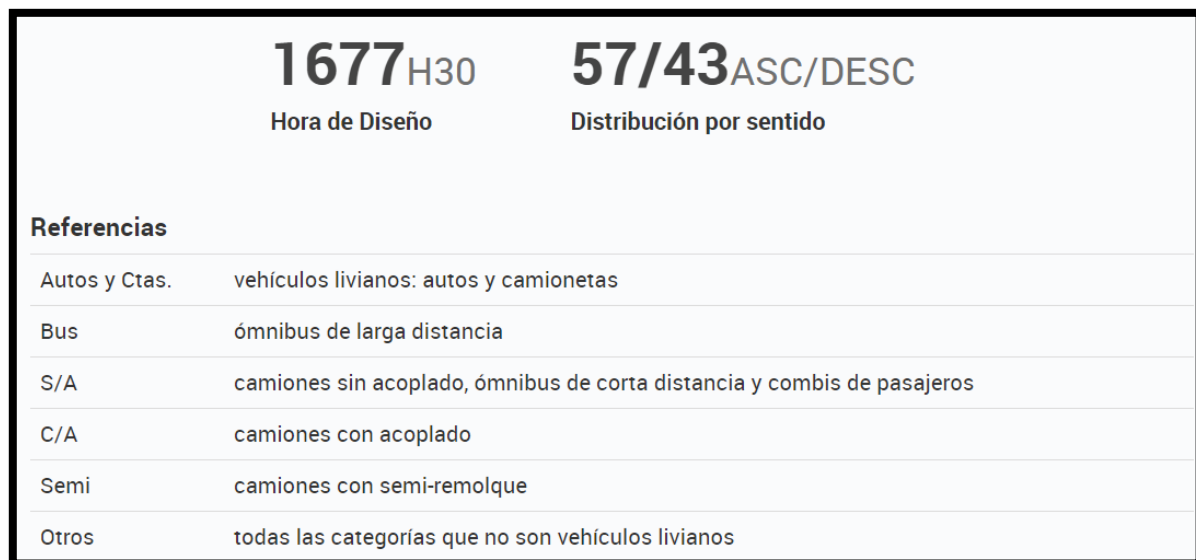 1677H30 57/43ASC/DESC
Hora de Diseño Distribución por sentido
Referencias
Autos y Ctas. vehículos livianos: autos y camionetas
Bus ómnibus de larga distancia
S/A camiones sin acoplado, ómnibus de corta distancia y combis de pasajeros
C/A camiones con acoplado
Semi camiones con semi-remolque
Otros todas las categorías que no son vehículos livianos